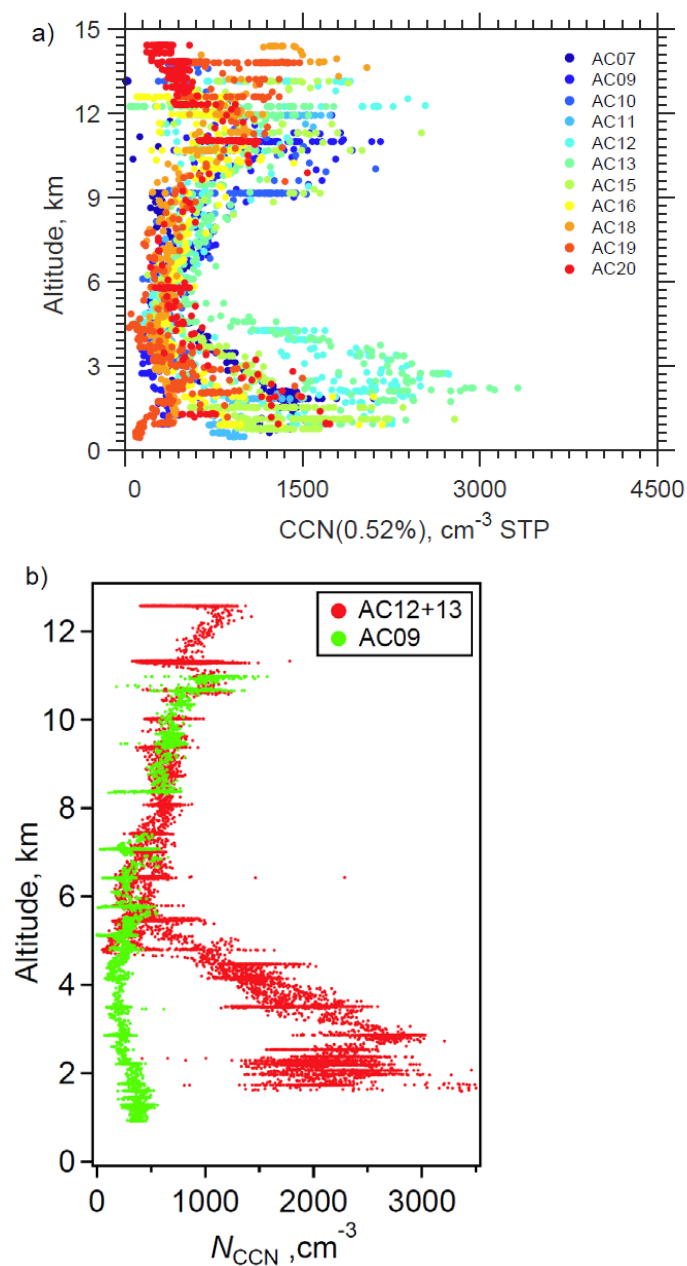 a)
15
12
9
6
3
0
Altitude, km
AC07
AC09
AC10
AC11
AC12
AC13
AC15
AC16
AC18
AC19
AC20
0 1500 3000 4500
CCN(0.52%), cm-3 STP
b)
AC12+13
AC09
12
10
8
6
4
2
0
Altitude, km
0 1000 2000 3000
NCCN ,cm-3